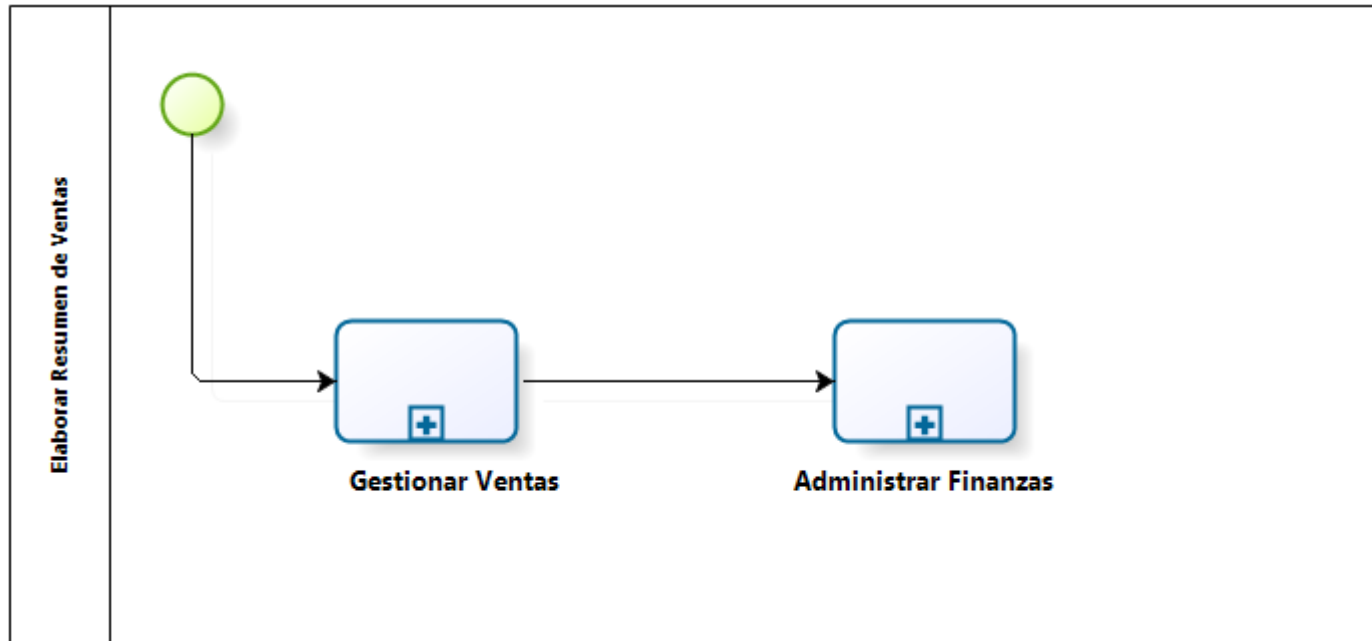 Elaborar Resumen de Ventas
Gestionar Ventas
Administrar Finanzas